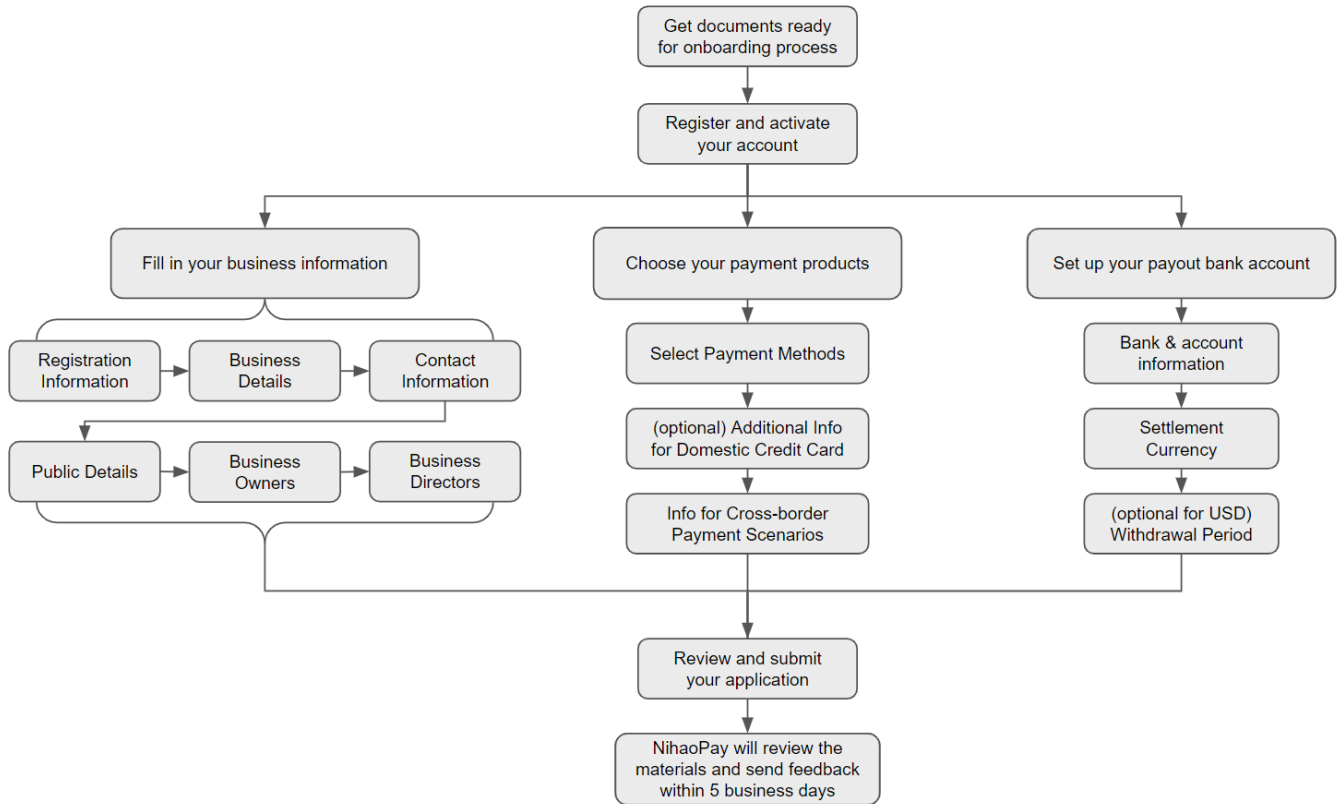 Get documents ready
for onboarding process
Register and activate
your account
Fill in your business information
Choose your payment products
Set up your payout bank account
Registration
Information
Business
Details
Contact
Information
Public Details
Business
Owners
Business
Directors
Select Payment Methods
(optional) Additional Info
for Domestic Credit Card
Info for Cross-border
Payment Scenarios
Bank & account
information
Settlement
Currency
(optional for USD)
Withdrawal Period
Review and submit
your application
NihaoPay will review the
materials and send feedback
within 5 business days